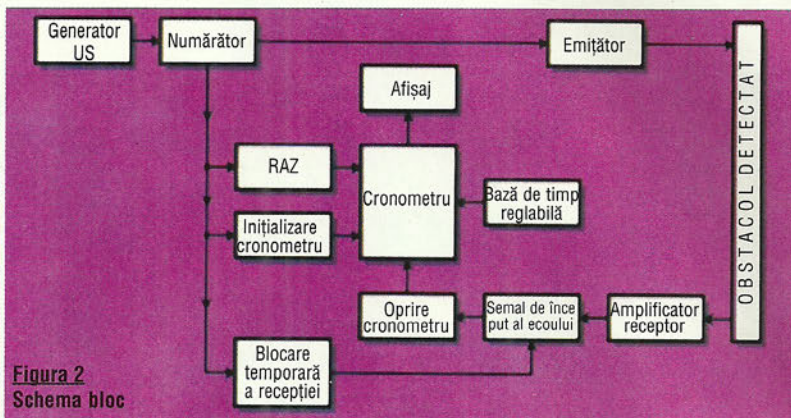 Generator
US
Numărător
Emițător
Afișaj
RAZ
Cronometru
Bază de timp
reglabilă
Inițializare
cronometru
Oprire
cronometru
Semal de înce
put al ecoului
Amplificator
receptor
Blocare
temporară
a recepției
OBSTACOL DETECTAT
Figura 2
Schema bloc